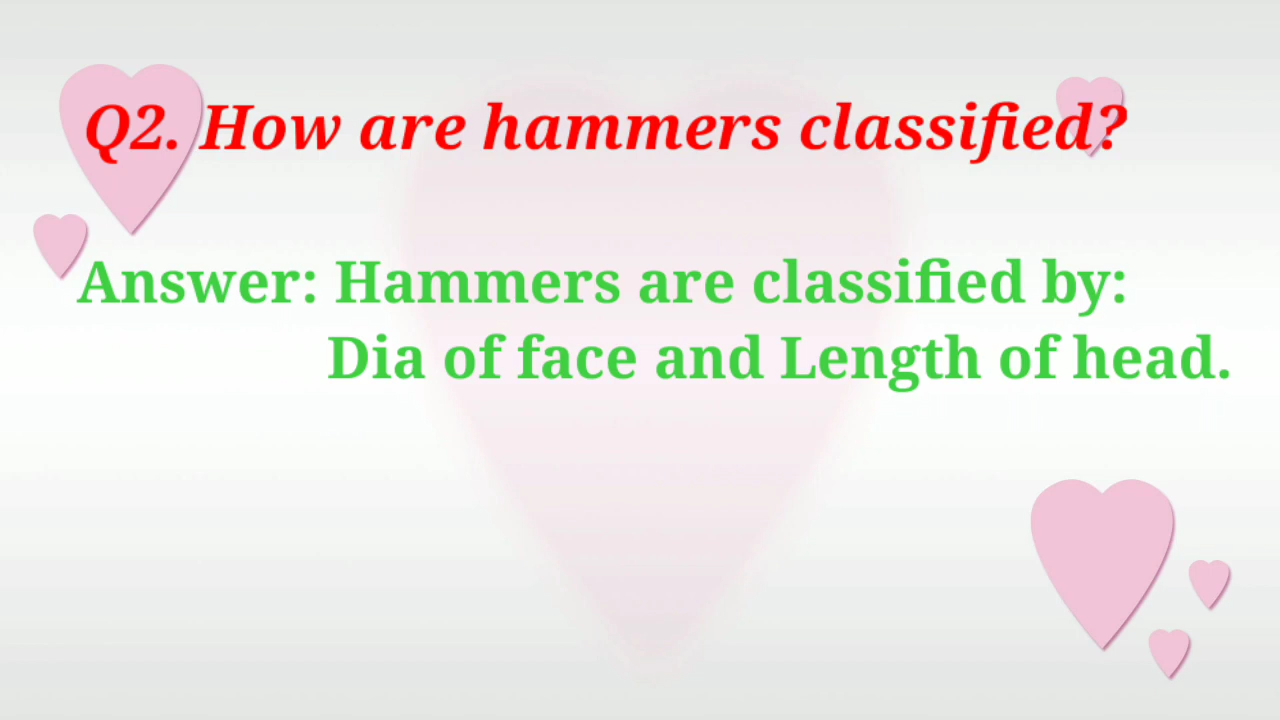 Q2. How are hammers classified?
Answer: Hammers are classified by:
Dia of face and Length of head.